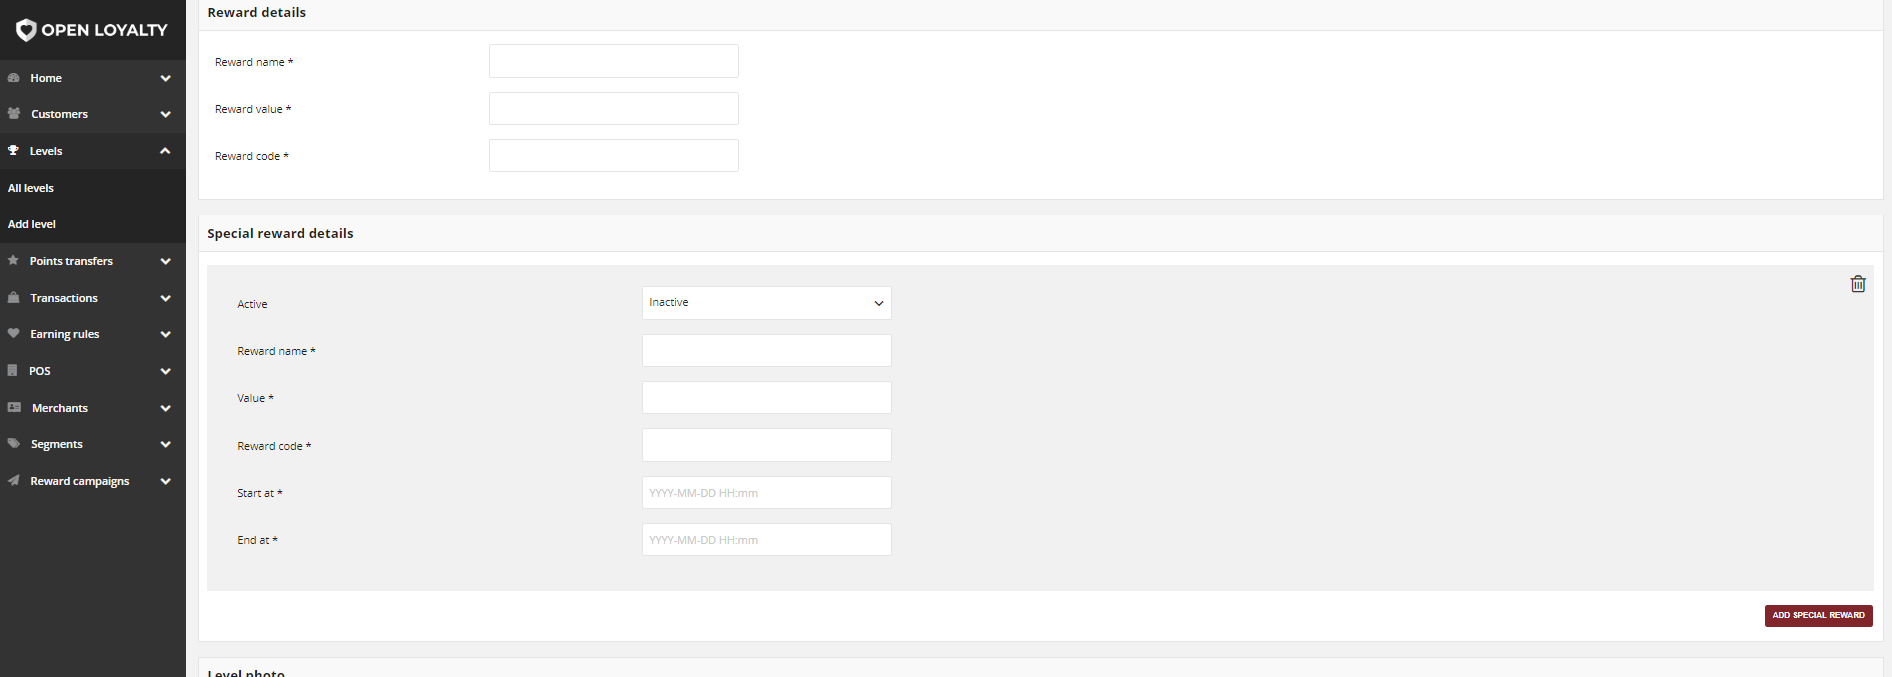 OPEN LOYALTY
Home
Customers
Levels
All levels
Add level
Points transfers
Transactions
Earning rules
POS
Merchants
Segments
Reward campaigns
Reward details
Reward name *
Reward value *
Reward code *
Special reward details
Active
Inactive
Reward name *
Value *
Reward code *
Start at *
YYYY-MM-DD HH:mm
End at *
YYYY-MM-DD HH:mm
ADD SPECIAL REWARD
Level photo